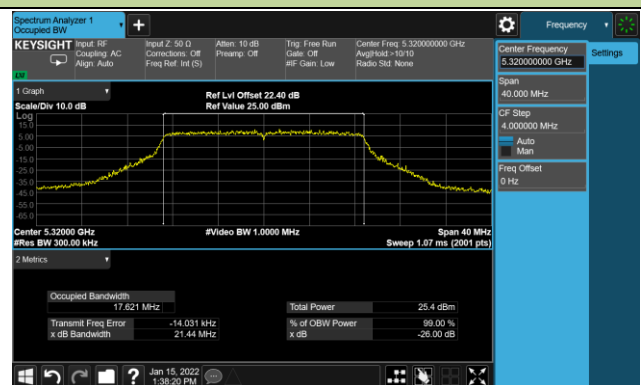 Spectrum Analyzer 1
Occupied BW
Frequency
KEYSIGHT
Input: RF
Coupling: AC
Align: Auto
Input Z: 50 Ω
Corrections: Off
Freq Ref: Int (S)
Atten: 10 dB
Preamp: Off
Trig: Free Run
Gate: Off
#IF Gain: Low
Center Freq: 5.320000000 GHz
Avg|Hold:>10/10
Radio Std: None
Center Frequency
5.320000000 GHz
Settings
Span
40.000 MHz
CF Step
4.000000 MHz
Auto
Man
Freq Offset
0 Hz
1 Graph
Scale/Div 10.0 dB
Ref Lvl Offset 22.40 dB
Ref Value 25.00 dBm
Log
15.0
5.00
-5.00
-15.0
-25.0
-35.0
-45.0
-55.0
-65.0
Center 5.32000 GHz
#Res BW 300.00 kHz
#Video BW 1.0000 MHz
Span 40 MHz
Sweep 1.07 ms (2001 pts)
2 Metrics
Occupied Bandwidth
17.621 MHz
Total Power 25.4 dBm
Transmit Freq Error -14.031 kHz
% of OBW Power 99.00 %
x dB Bandwidth 21.44 MHz
x dB -26.00 dB
?
Jan 15, 2022
1:38:20 PM